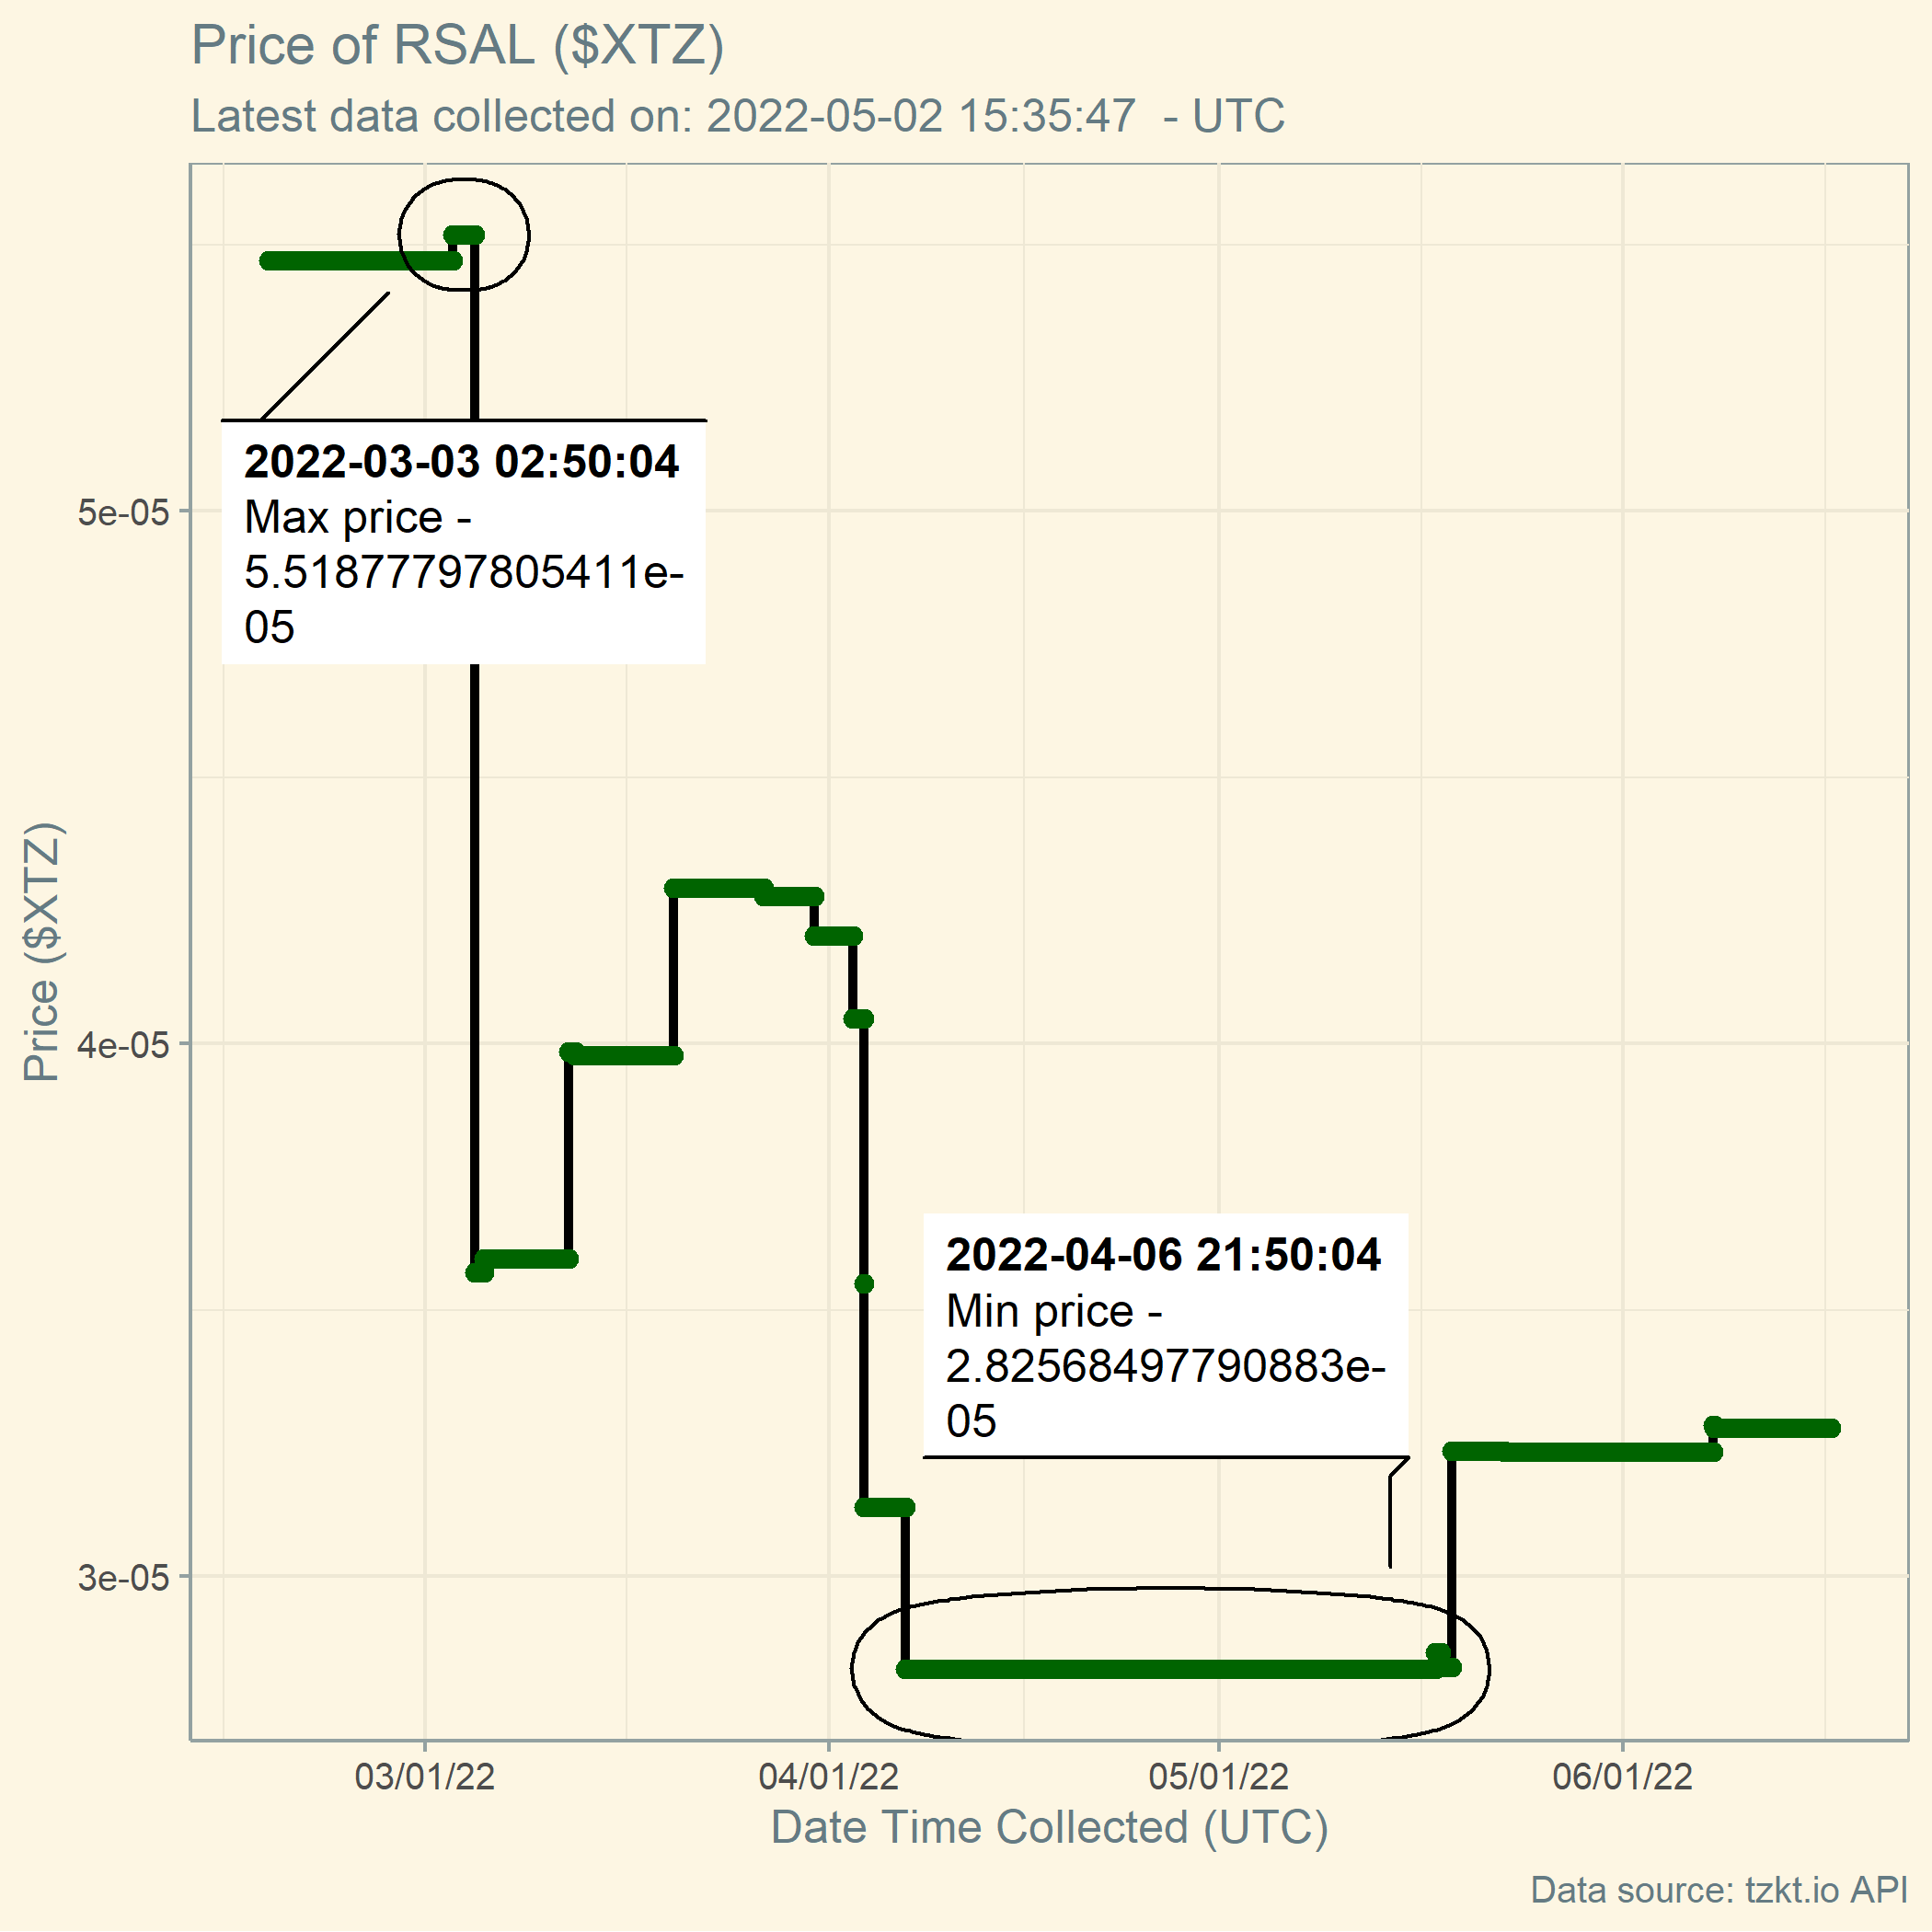 Price of RSAL ($XTZ)
Latest data collected on: 2022-05-02 15:35:47  - UTC
2022-03-03 02:50:04
Max price -
5.51877797805411e-
05
5e-05
Price ($XTZ)
4e-05
2022-04-06 21:50:04
Min price -
2.82568497790883e-
05
3e-05
03/01/22
04/01/22
05/01/22
06/01/22
Date Time Collected (UTC)
Data source: tzkt.io API